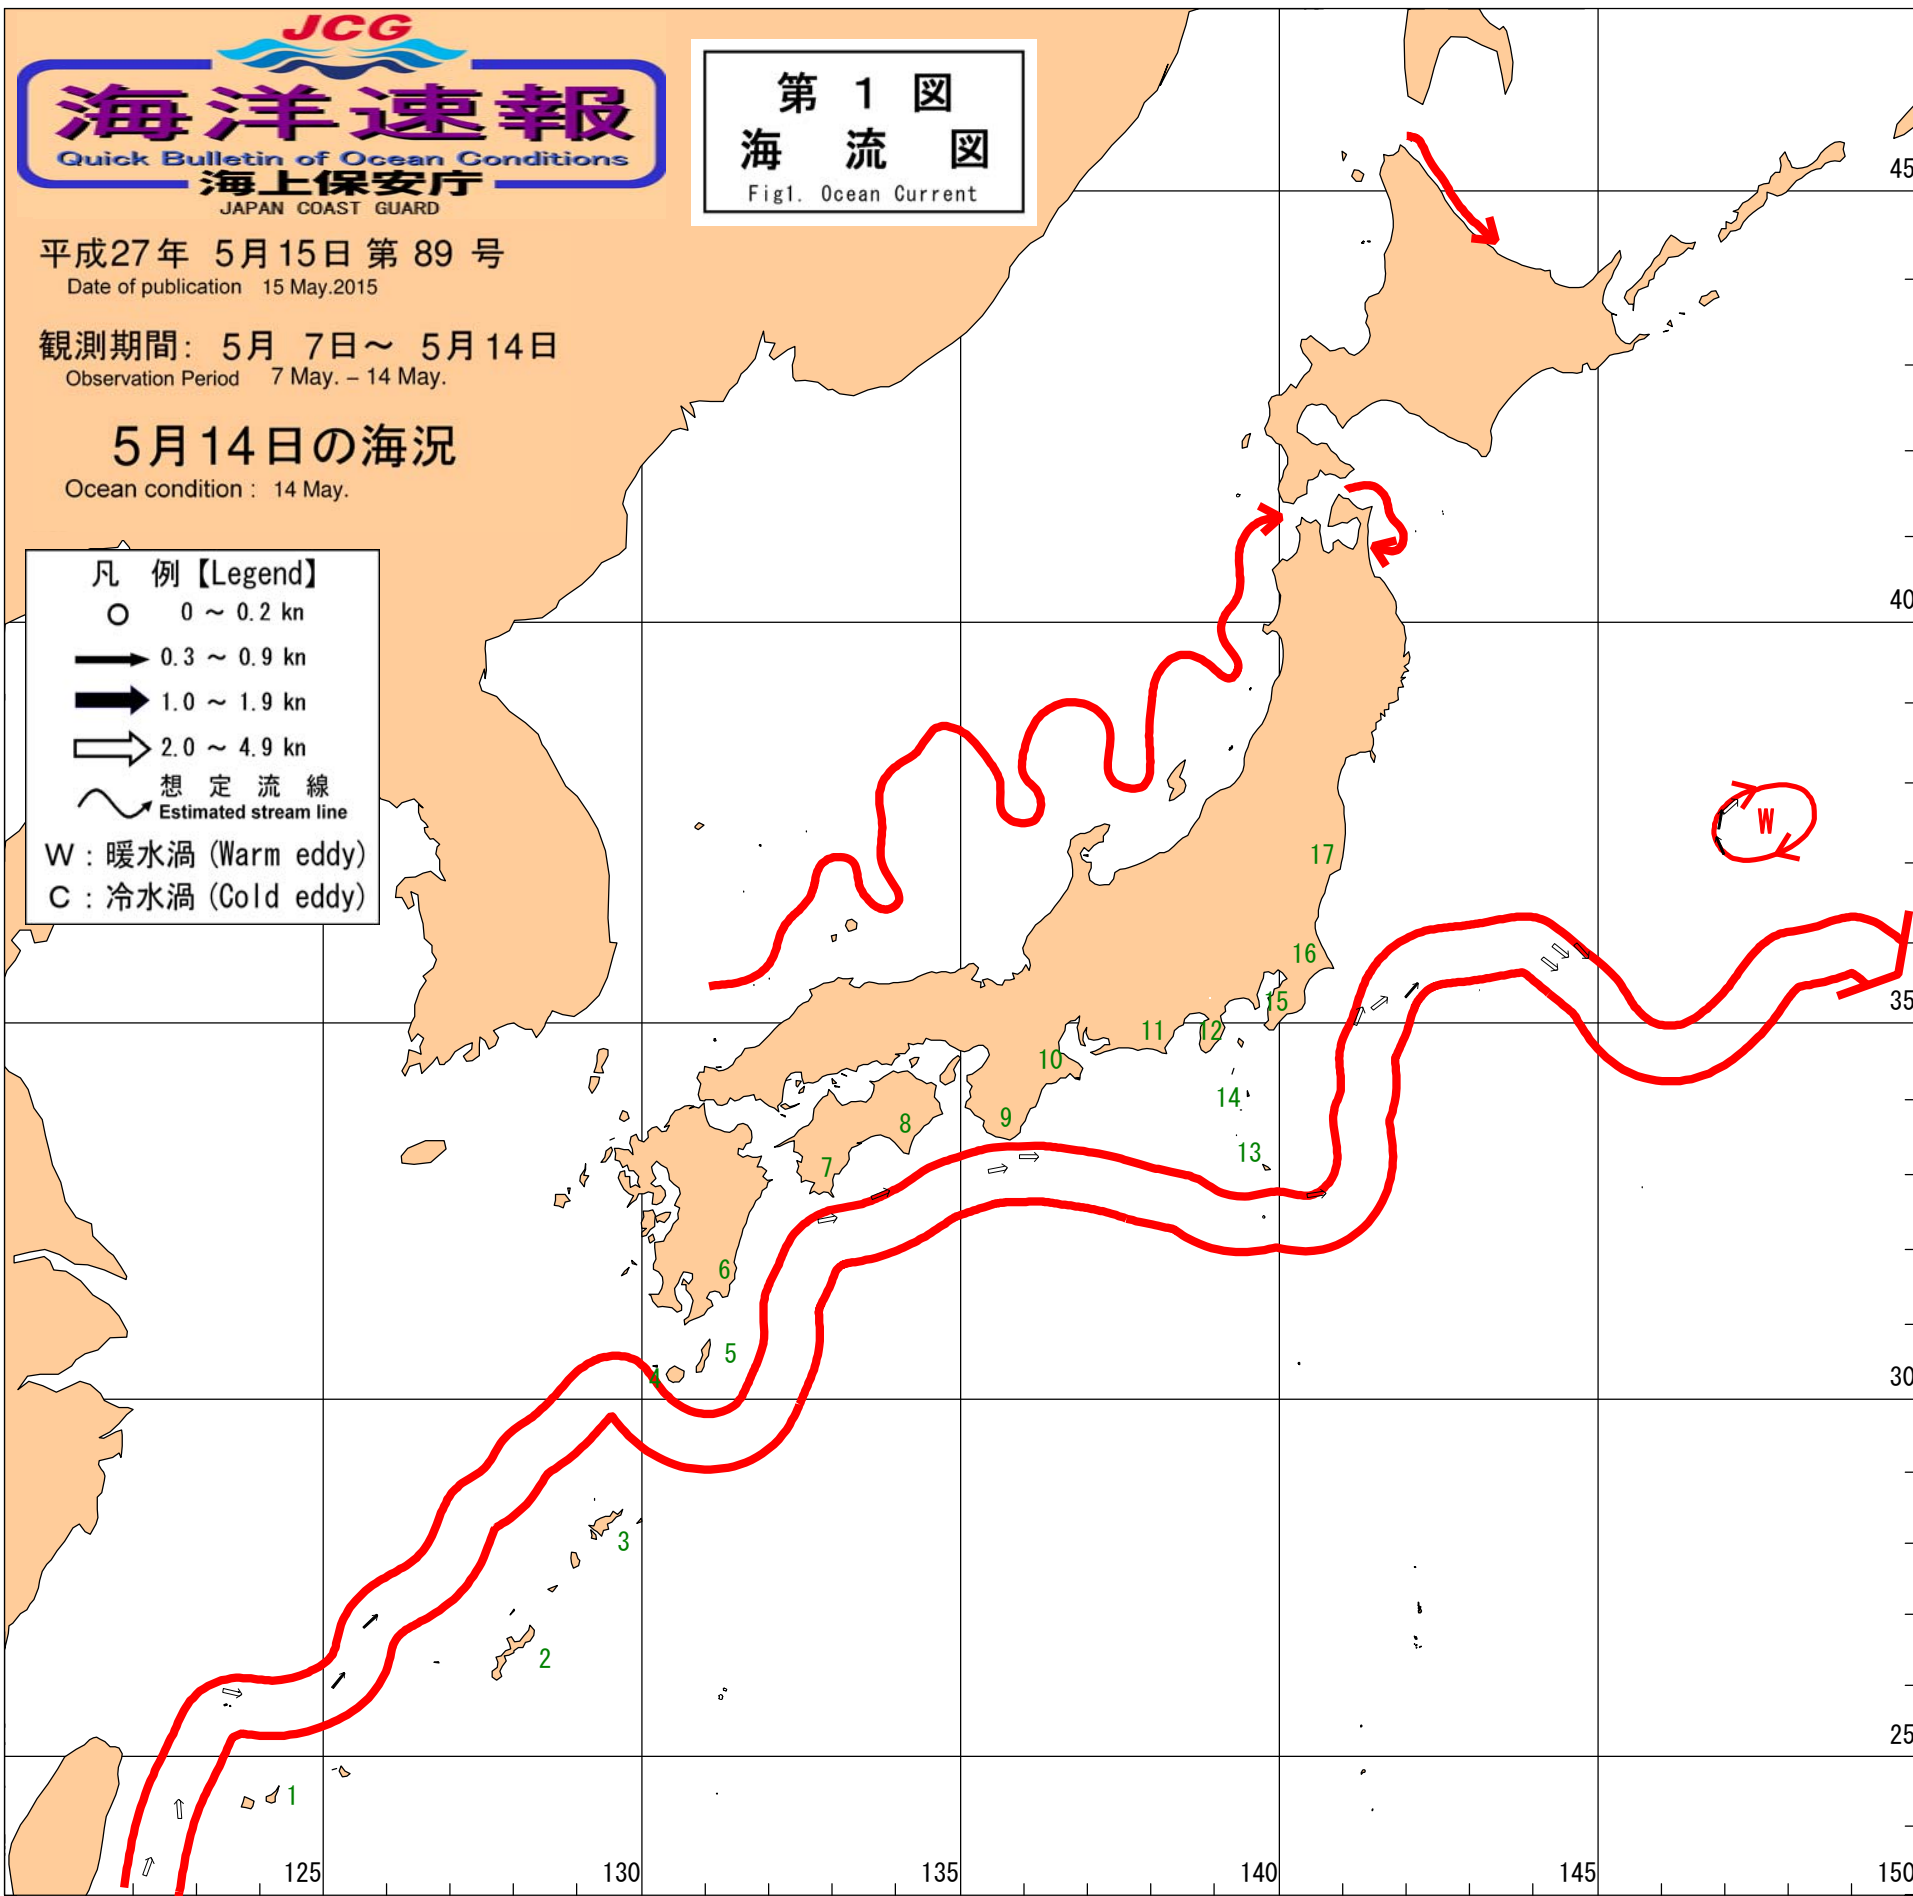 JCG
海洋速報
Quick Bulletin of Ocean Conditions
海上保安庁
JAPAN COAST GUARD
平成27年 5月15日 第 89 号
Date of publication 15 May.2015
観測期間: 5月 7日～ 5月14日
Observation Period 7 May. – 14 May.
5月14日の海況
Ocean condition : 14 May.
第 1 図
海 流 図
Fig1. Ocean Current
凡 例【Legend】
0 ～ 0.2 kn
0.3 ～ 0.9 kn
1.0 ～ 1.9 kn
2.0 ～ 4.9 kn
想 定 流 線
Estimated stream line
W : 暖水渦 (Warm eddy)
C : 冷水渦 (Cold eddy)
45
40
W
17
16
35
15
12
11
10
14
9
8
13
7
6
5
4
30
3
2
25
1
125
130
135
140
145
150